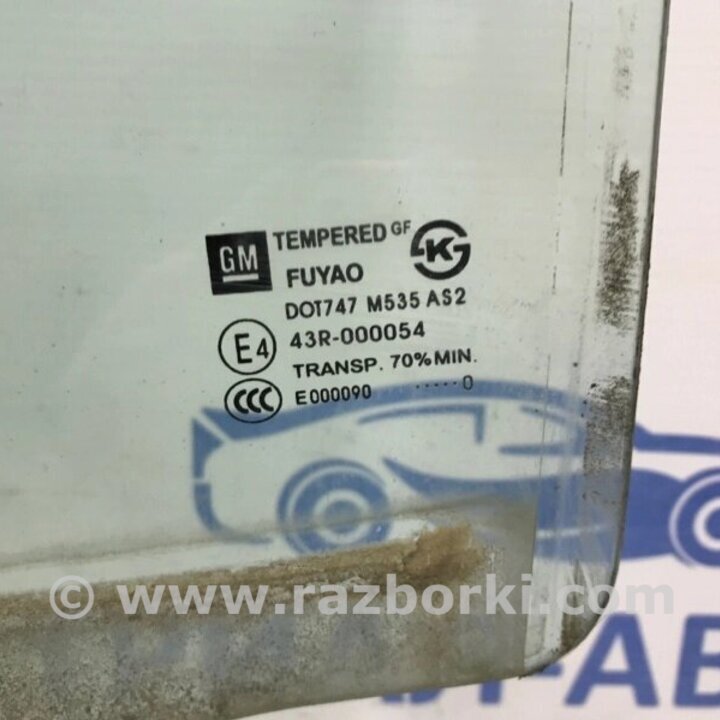 GM TEMPERED GF KS
FUYAO
DOT747 M535 AS2
E4 43R-000054
TRANSP. 70% MIN.
CCC E000090 ·····0
© www.razborki.com